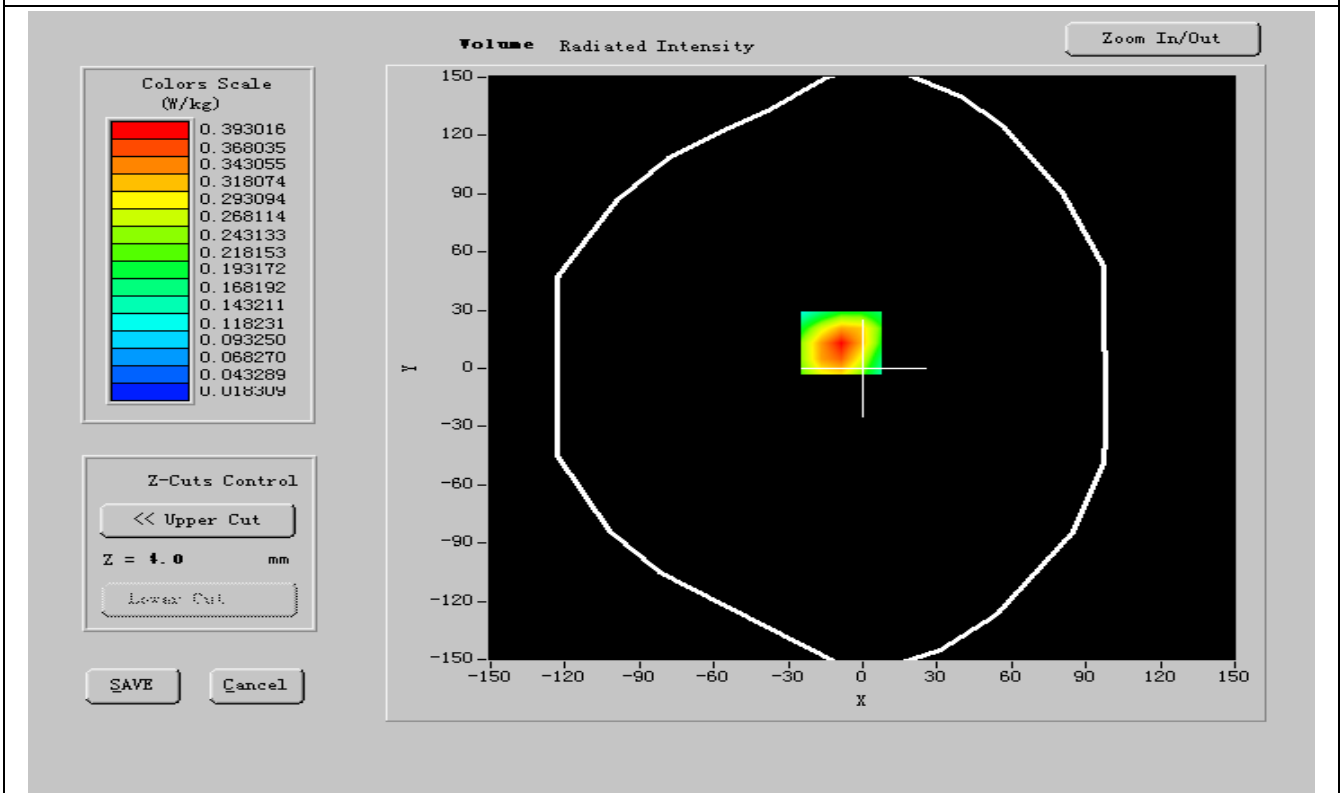 Volume Radiated Intensity
Zoom In/Out
Colors Scale
(W/kg)
0.393016
0.368035
0.343055
0.318074
0.293094
0.268114
0.243133
0.218153
0.193172
0.168192
0.143211
0.118231
0.093250
0.068270
0.043289
0.018309
Z-Cuts Control
<< Upper Cut
Z = 4.0 mm
Lower Cut
SAVE Cancel
150
120
90
60
30
0
-30
-60
-90
-120
-150
Y
-150 -120 -90 -60 -30 0 30 60 90 120 150
X